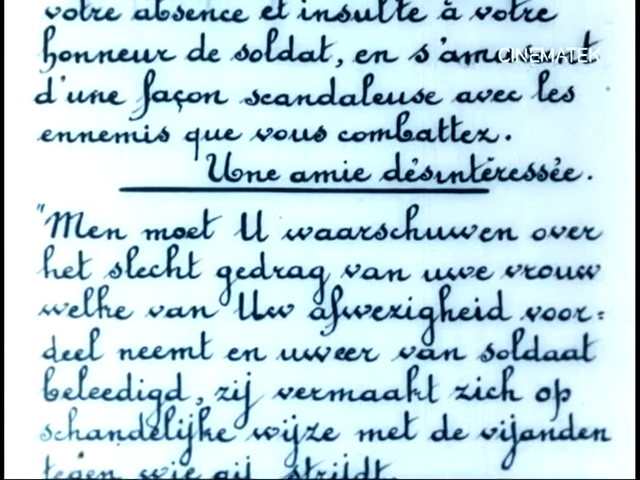 votre absence et insulte à votre
honneur de soldat, en s'amusant
CINEMATEK
d'une façon scandaleuse avec les
ennemis que vous combattez.
Une amie désintéressée.
"Men moet U waarschuwen over
het slecht gedrag van uwe vrouw
welke van Uw afwezigheid voor=
deel neemt en uweer van soldaat
beleedigd, zij vermaakt zich op
schandelijke wijze met de vijanden
tegen wie gij strijdt.